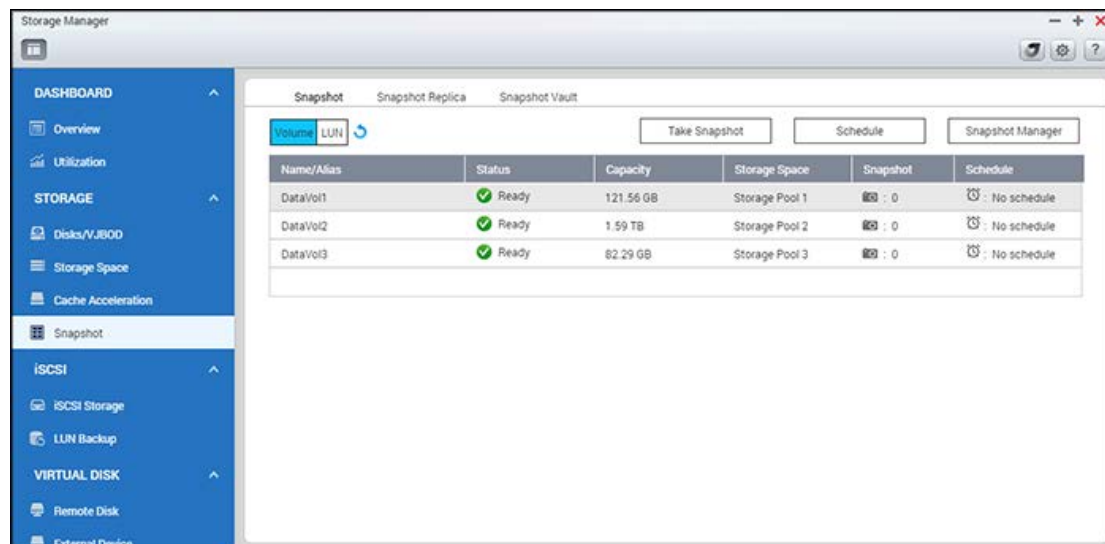 Storage Manager
?
DASHBOARD
Overview
Utilization
STORAGE
Disks/VJBOD
Storage Space
Cache Acceleration
Snapshot
iSCSI
iSCSI Storage
LUN Backup
VIRTUAL DISK
Remote Disk
External Device
Snapshot Snapshot Replica Snapshot Vault
Volume LUN Take Snapshot Schedule Snapshot Manager
Name/Alias Status Capacity Storage Space Snapshot Schedule
DataVol1 Ready 121.56 GB Storage Pool 1 : 0 : No schedule
DataVol2 Ready 1.59 TB Storage Pool 2 : 0 : No schedule
DataVol3 Ready 82.29 GB Storage Pool 3 : 0 : No schedule